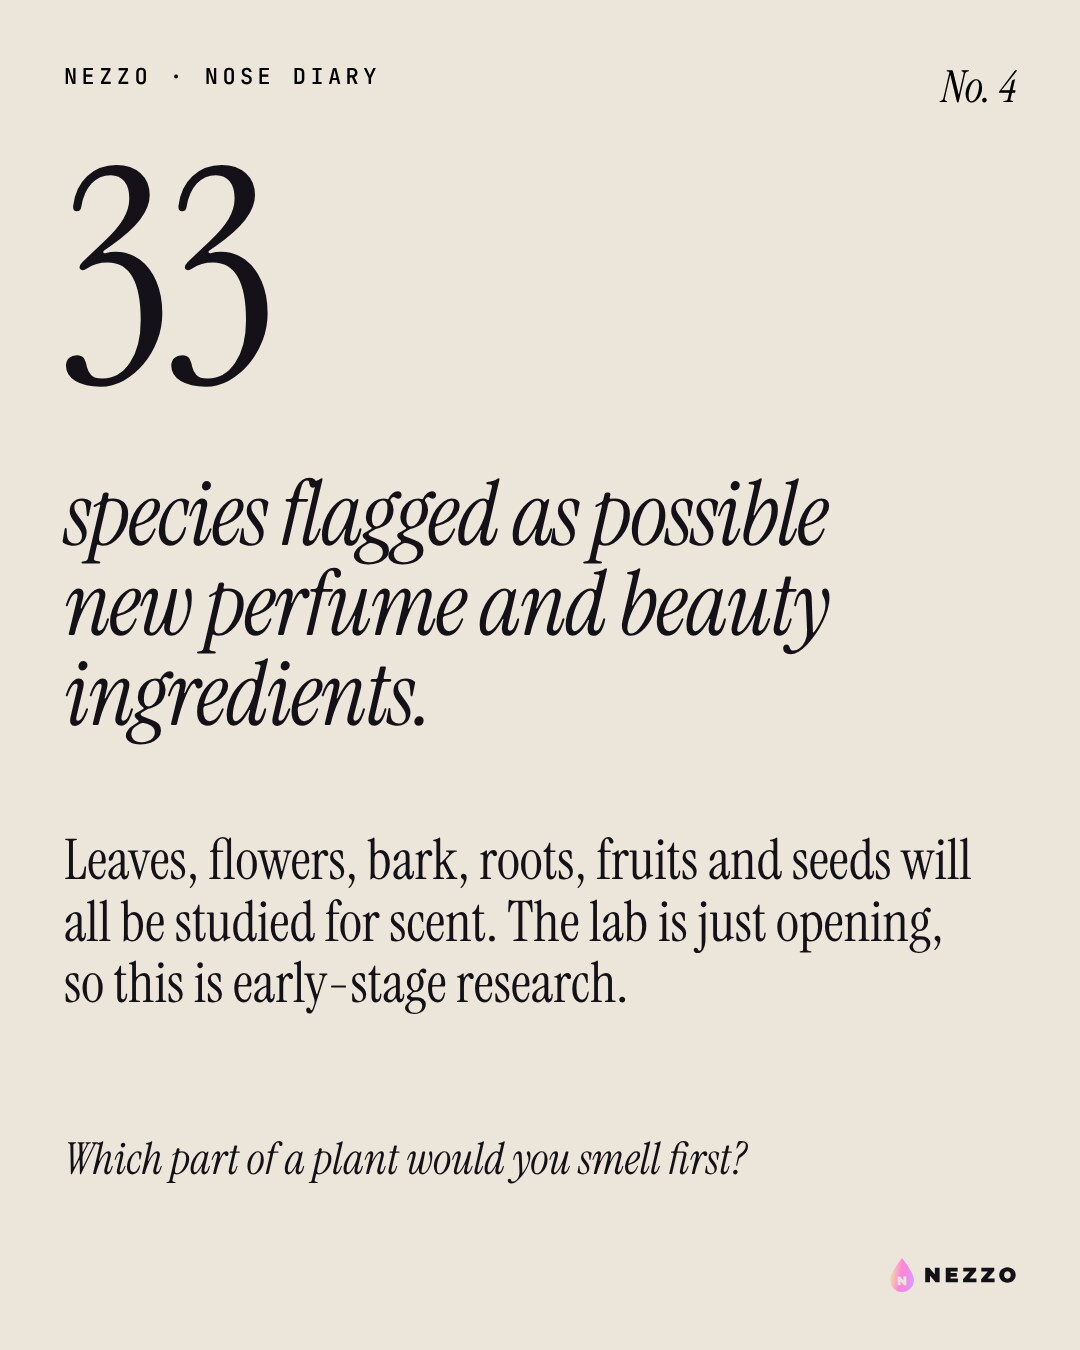 NEZZO · NOSE DIARY
No. 4
33
species flagged as possible
new perfume and beauty
ingredients.
Leaves, flowers, bark, roots, fruits and seeds will
all be studied for scent. The lab is just opening,
so this is early-stage research.
Which part of a plant would you smell first?
N NEZZO